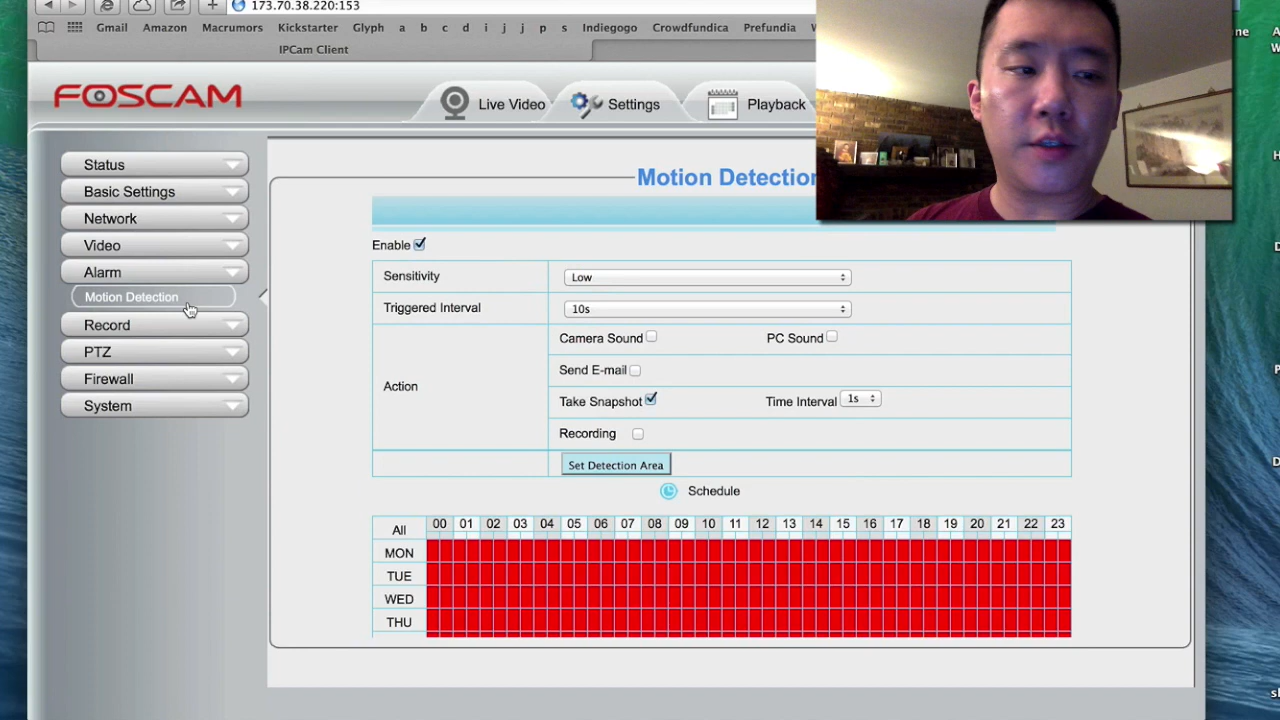 173.70.38.220:153
Gmail Amazon Macrumors Kickstarter Glyph a b c d i j j p s Indiegogo Crowdfundica Prefundia
IPCam Client
FOSCAM
Live Video Settings Playback
Status
Basic Settings
Network
Video
Alarm
Motion Detection
Record
PTZ
Firewall
System
Motion Detection
Enable
Sensitivity Low
Triggered Interval 10s
Camera Sound PC Sound
Send E-mail
Action
Take Snapshot Time Interval 1s
Recording
Set Detection Area
Schedule
All 00 01 02 03 04 05 06 07 08 09 10 11 12 13 14 15 16 17 18 19 20 21 22 23
MON
TUE
WED
THU